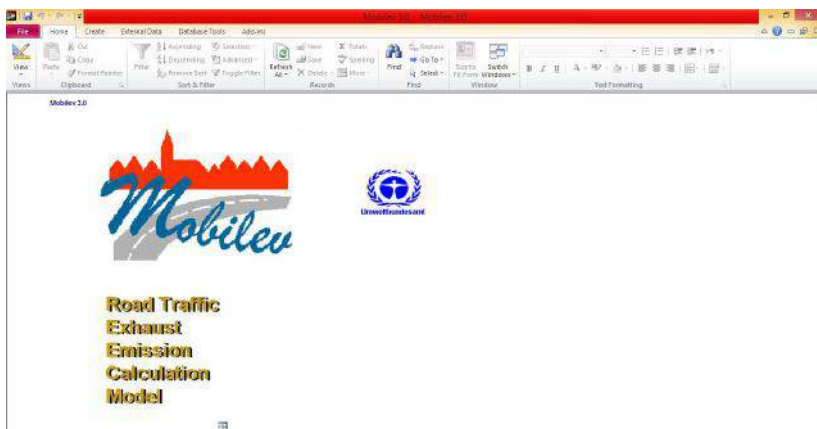 Mobilev 3.0 - Mobilev 3.0
File Home Create External Data Database Tools Add-Ins
View
Views
Paste
Cut
Copy
Format Painter
Clipboard
Filter
Ascending
Descending
Remove Sort
Selection
Advanced
Toggle Filter
Sort & Filter
Refresh
All
New
Save
Delete
Totals
Spelling
More
Records
Find
Replace
Go To
Select
Find
Size to
Fit Form
Switch
Windows
Window
B I U A
Text Formatting
Mobilev 3.0
Mobilev
Umweltbundesamt
Road Traffic
Exhaust
Emission
Calculation
Model